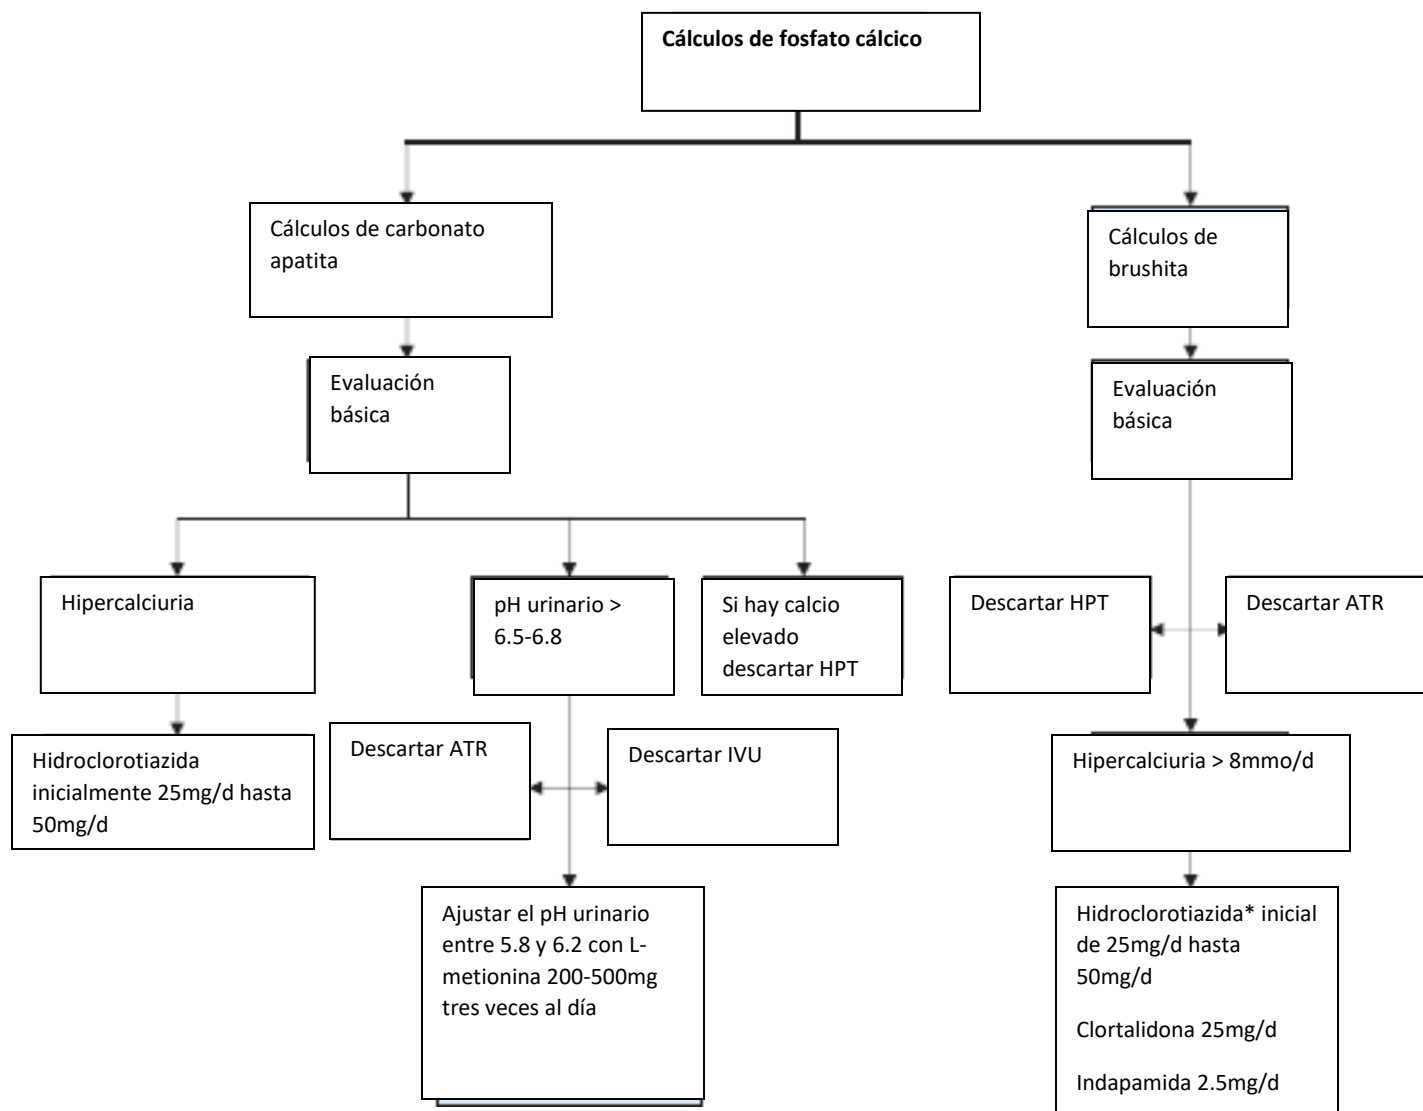 Cálculos de fosfato cálcico
Cálculos de carbonato
apatita
Cálculos de
brushita
Evaluación
básica
Evaluación
básica
Hipercalciuria
pH urinario >
6.5-6.8
Si hay calcio
elevado
descartar HPT
Descartar HPT
Descartar ATR
Hidroclorotiazida
inicialmente 25mg/d hasta
50mg/d
Descartar ATR
Descartar IVU
Hipercalciuria > 8mmo/d
Ajustar el pH urinario
entre 5.8 y 6.2 con L-
metionina 200-500mg
tres veces al día
Hidroclorotiazida* inicial
de 25mg/d hasta
50mg/d
Clortalidona 25mg/d
Indapamida 2.5mg/d